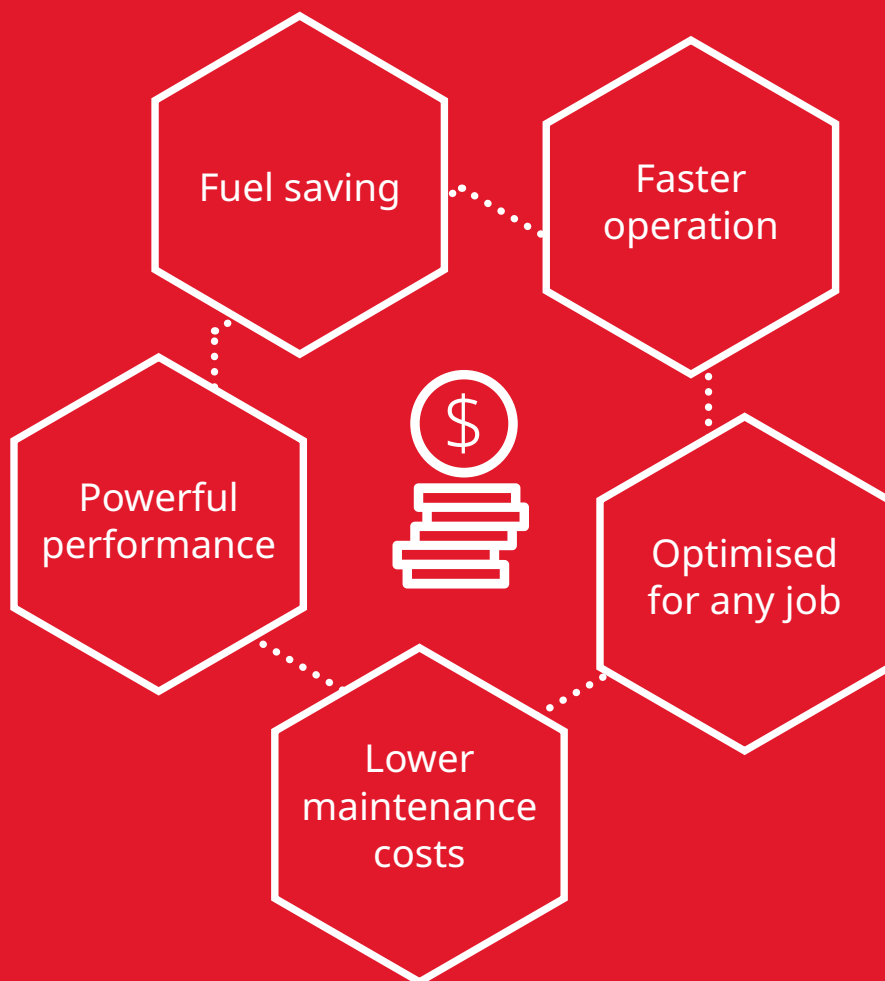 Fuel saving
Faster
operation
$
Powerful
performance
Optimised
for any job
Lower
maintenance
costs